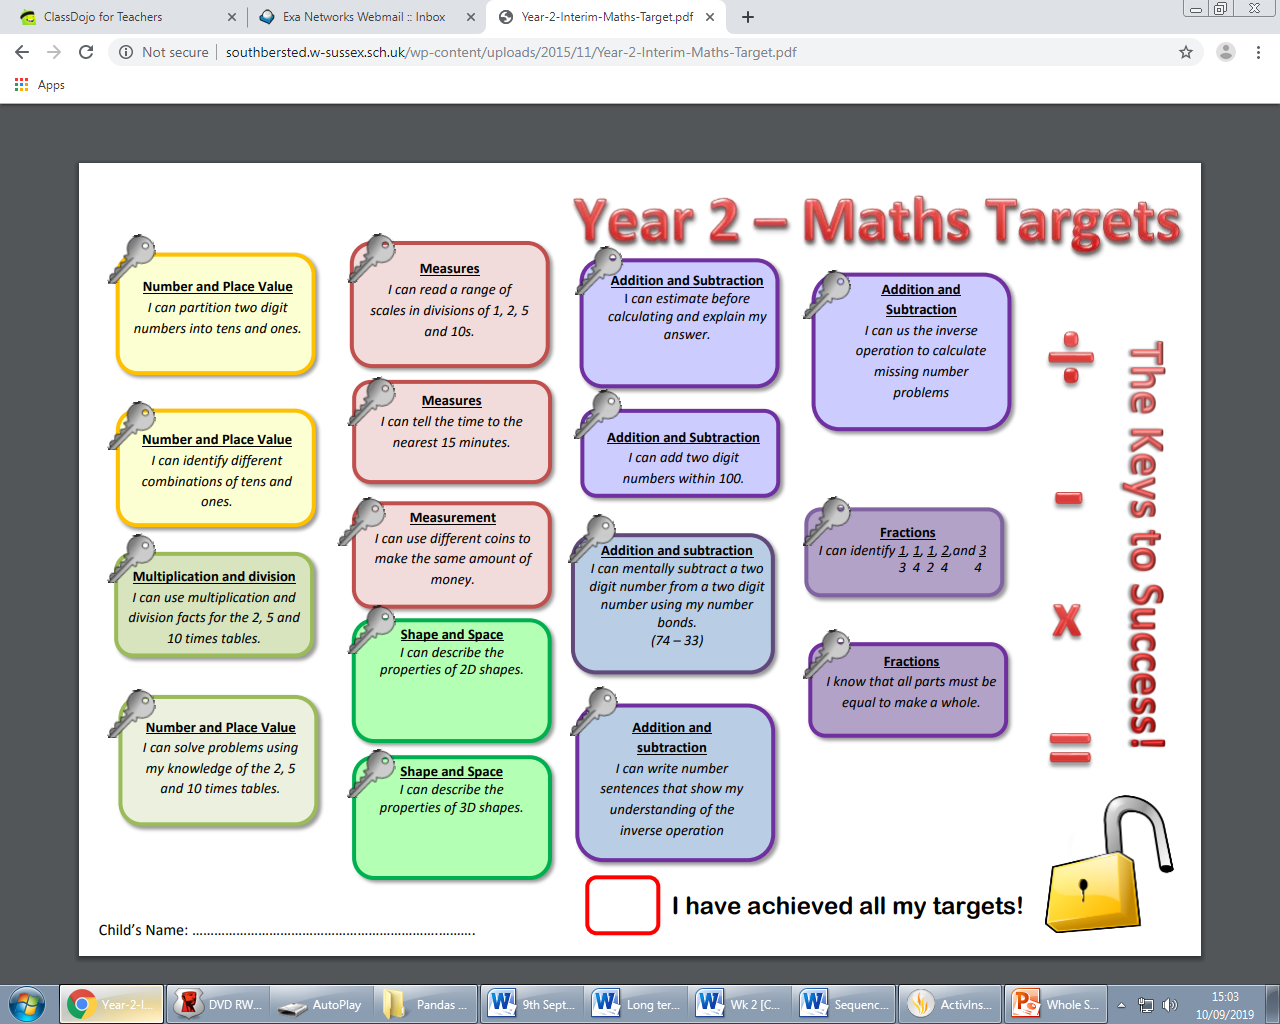 ClassDojo for Teachers
Exa Networks Webmail :: Inbox
Year-2-Interim-Maths-Target.pdf
Not secure
southbersted.w-sussex.sch.uk/wp-content/uploads/2015/11/Year-2-Interim-Maths-Target.pdf
Apps
Year 2 – Maths Targets
Number and Place Value
I can partition two digit
numbers into tens and ones.
Number and Place Value
I can identify different
combinations of tens and
ones.
Multiplication and division
I can use multiplication and
division facts for the 2, 5 and
10 times tables.
Number and Place Value
I can solve problems using
my knowledge of the 2, 5
and 10 times tables.
Measures
I can read a range of
scales in divisions of 1, 2, 5
and 10s.
Measures
I can tell the time to the
nearest 15 minutes.
Measurement
I can use different coins to
make the same amount of
money.
Shape and Space
I can describe the
properties of 2D shapes.
Shape and Space
I can describe the
properties of 3D shapes.
Addition and Subtraction
I can estimate before
calculating and explain my
answer.
Addition and Subtraction
I can add two digit
numbers within 100.
Addition and subtraction
I can mentally subtract a two
digit number from a two digit
number using my number
bonds.
(74 – 33)
Addition and
subtraction
I can write number
sentences that show my
understanding of the
inverse operation
Addition and
Subtraction
I can us the inverse
operation to calculate
missing number
problems
Fractions
I can identify 1, 1, 1, 2,and 3
3 4 2 4 4
Fractions
I know that all parts must be
equal to make a whole.
÷
-
x
=
The Keys to Success!
I have achieved all my targets!
Child's Name: ……………………………………………………………………..
Year-2-I...
DVD RW...
AutoPlay
Pandas ...
9th Sept...
Long ter...
Wk 2 [C...
Sequenc...
ActivIns...
Whole S...
15:03
10/09/2019